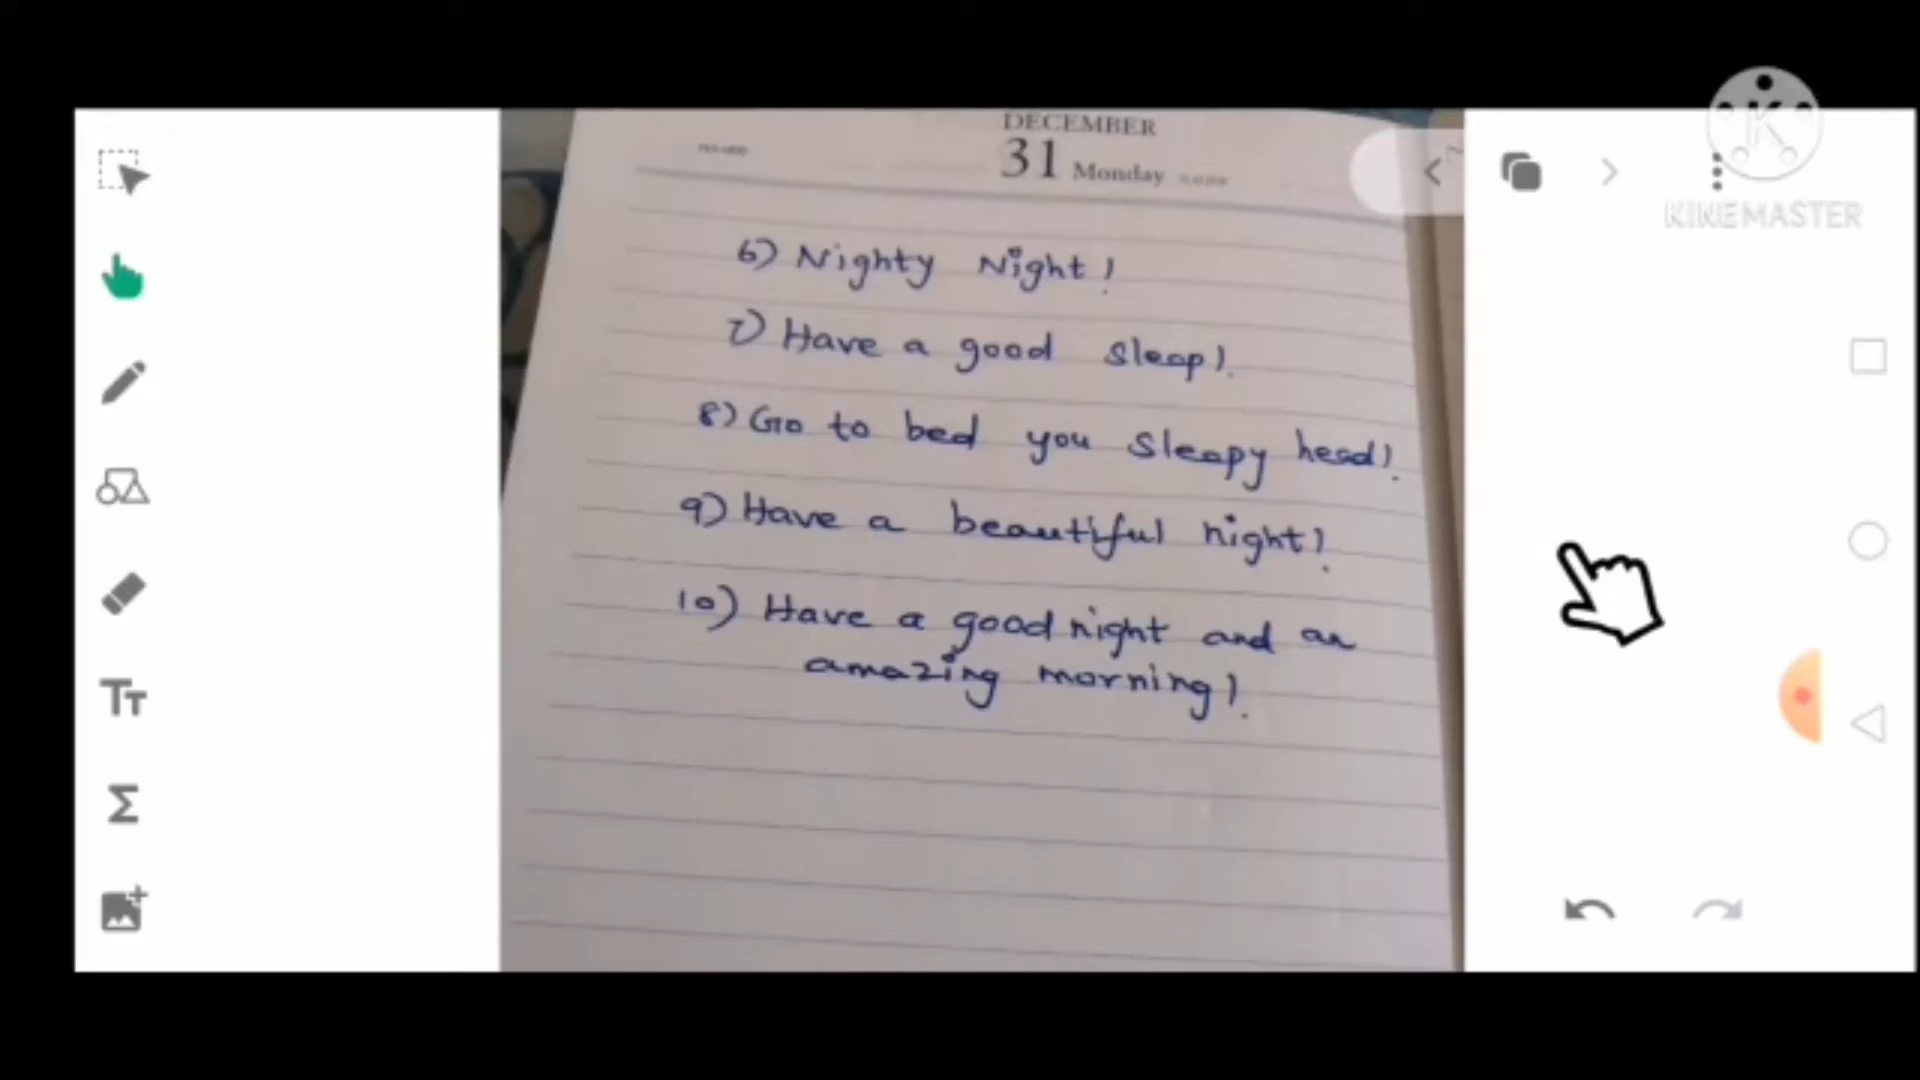 DECEMBER
31 Monday
6) Nighty Night!
7) Have a good sleep!
8) Go to bed you sleepy head!
9) Have a beautiful night!
10) Have a good night and an
amazing morning!
KINEMASTER
Tт
Σ